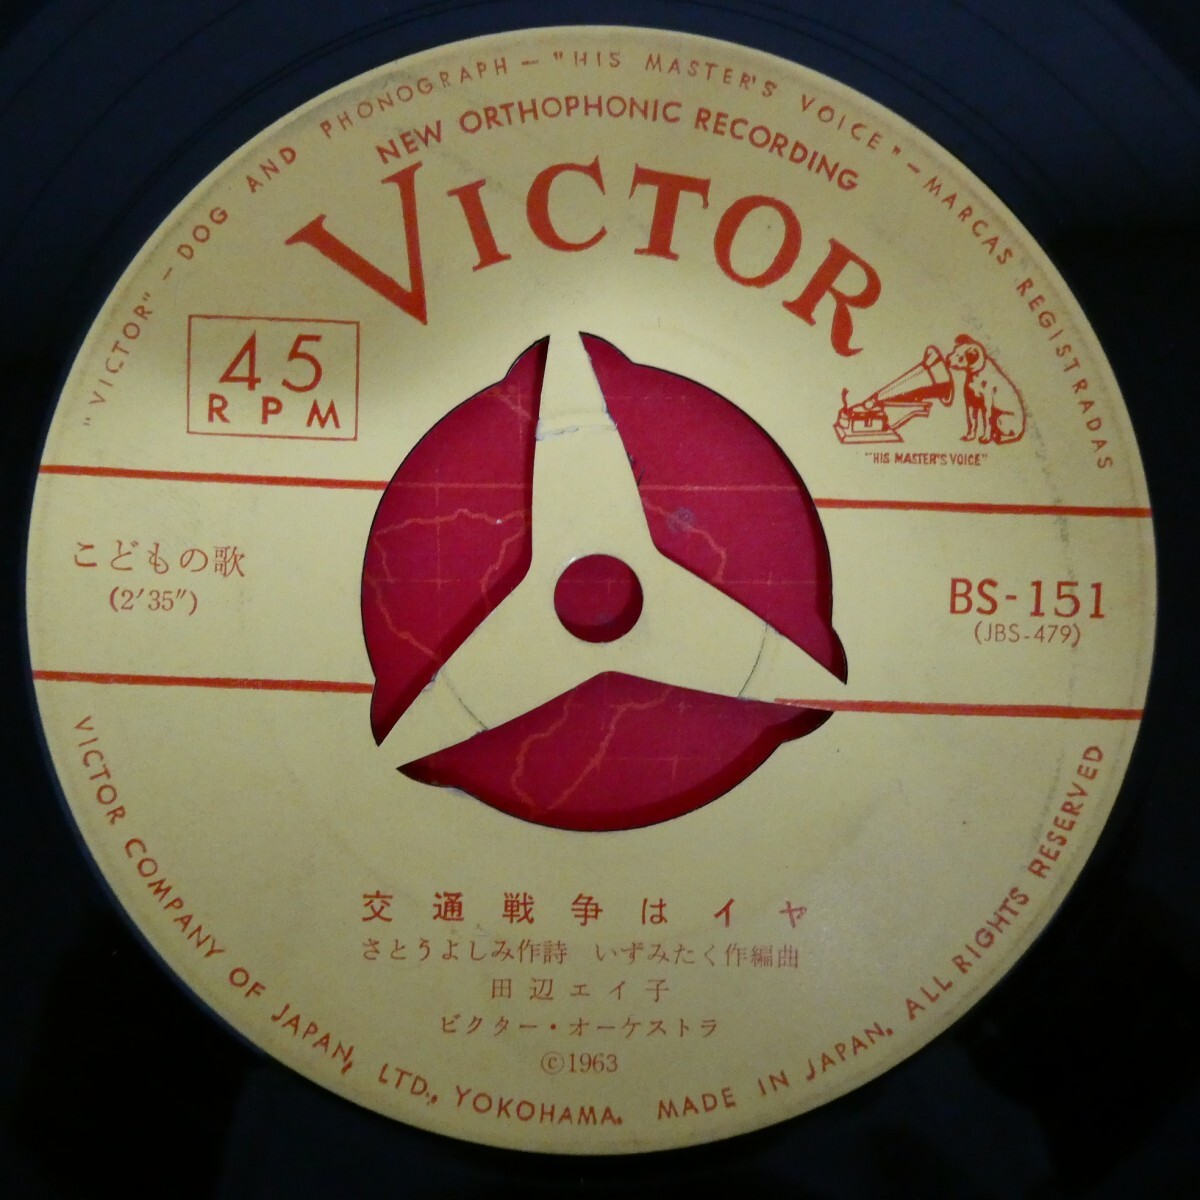 "VICTOR" – DOG AND PHONOGRAPH – "HIS MASTER'S VOICE" – MARCAS REGISTRADAS
NEW ORTHOPHONIC RECORDING
VICTOR
45
RPM
"HIS MASTER'S VOICE"
こどもの歌
(2′35″)
BS-151
(JBS-479)
交通戦争はイヤ
さとうよしみ作詩 いずみたく作編曲
田辺エイ子
ビクター・オーケストラ
©1963
VICTOR COMPANY OF JAPAN, LTD., YOKOHAMA. MADE IN JAPAN. ALL RIGHTS RESERVED